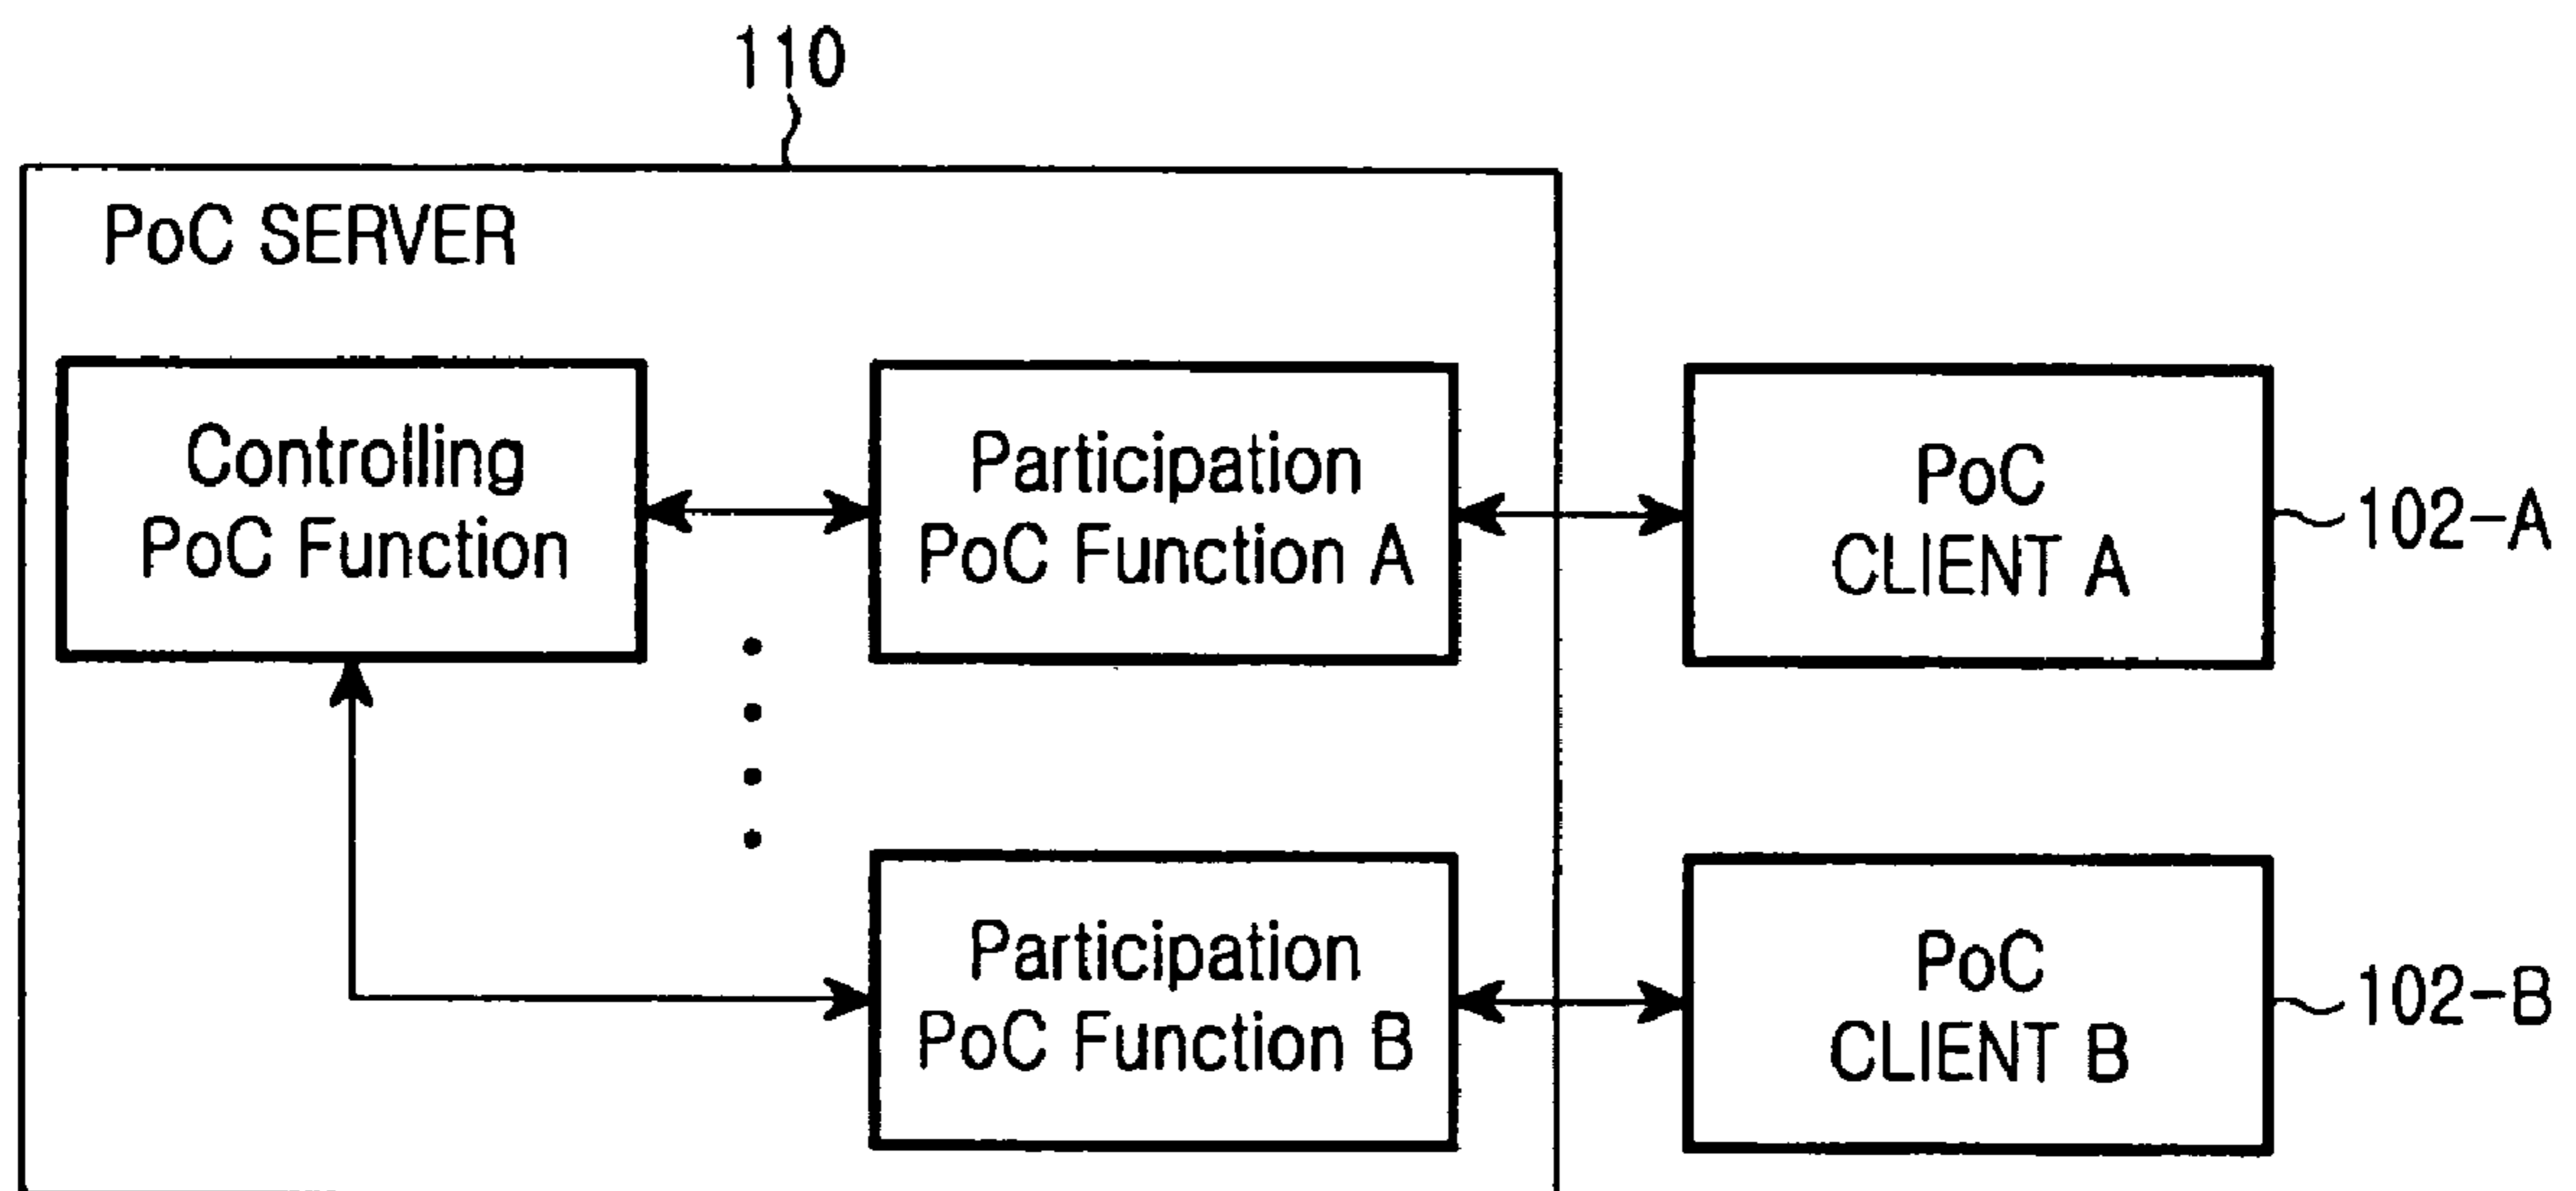 110
PoC SERVER
Controlling
PoC Function
Participation
PoC Function A
PoC
CLIENT A
102-A
Participation
PoC Function B
PoC
CLIENT B
102-B